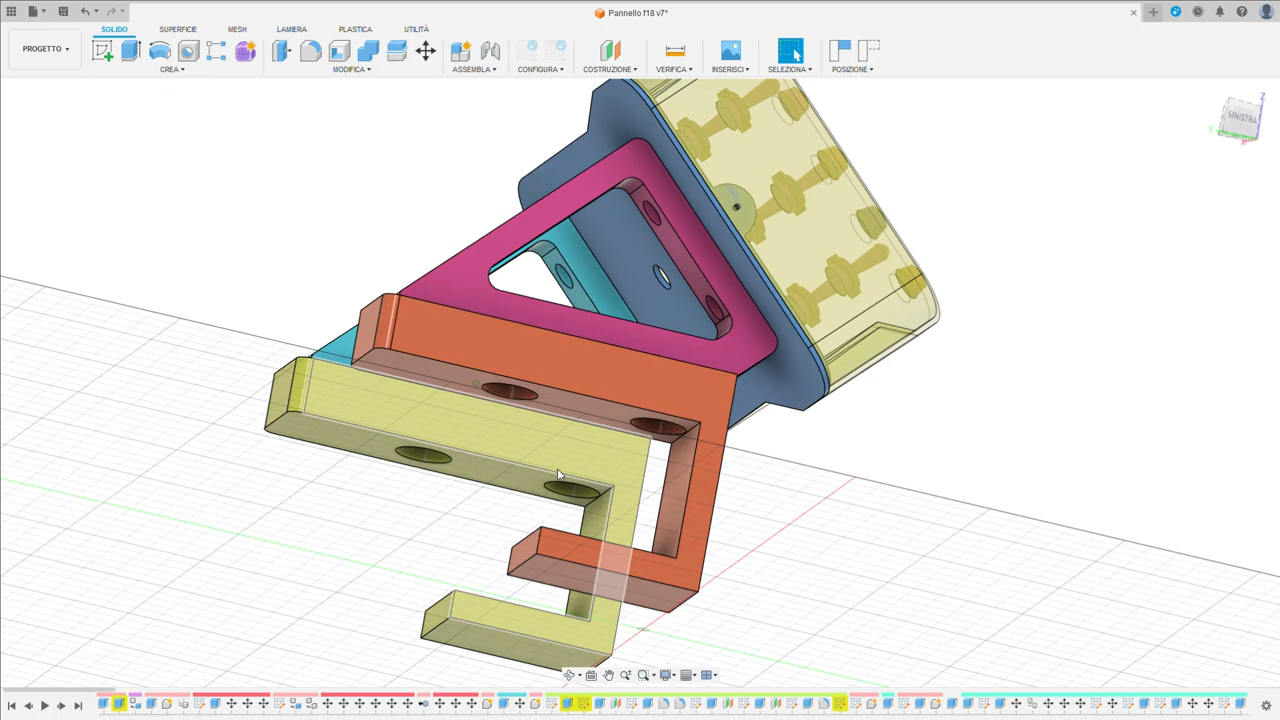 Pannello f18 v7*
SOLIDO SUPERFICIE MESH LAMIERA PLASTICA UTILITÀ
PROGETTO
CREA MODIFICA ASSEMBLA CONFIGURA COSTRUZIONE VERIFICA INSERISCI SELEZIONA POSIZIONE
Z
SINISTRA
Y
X